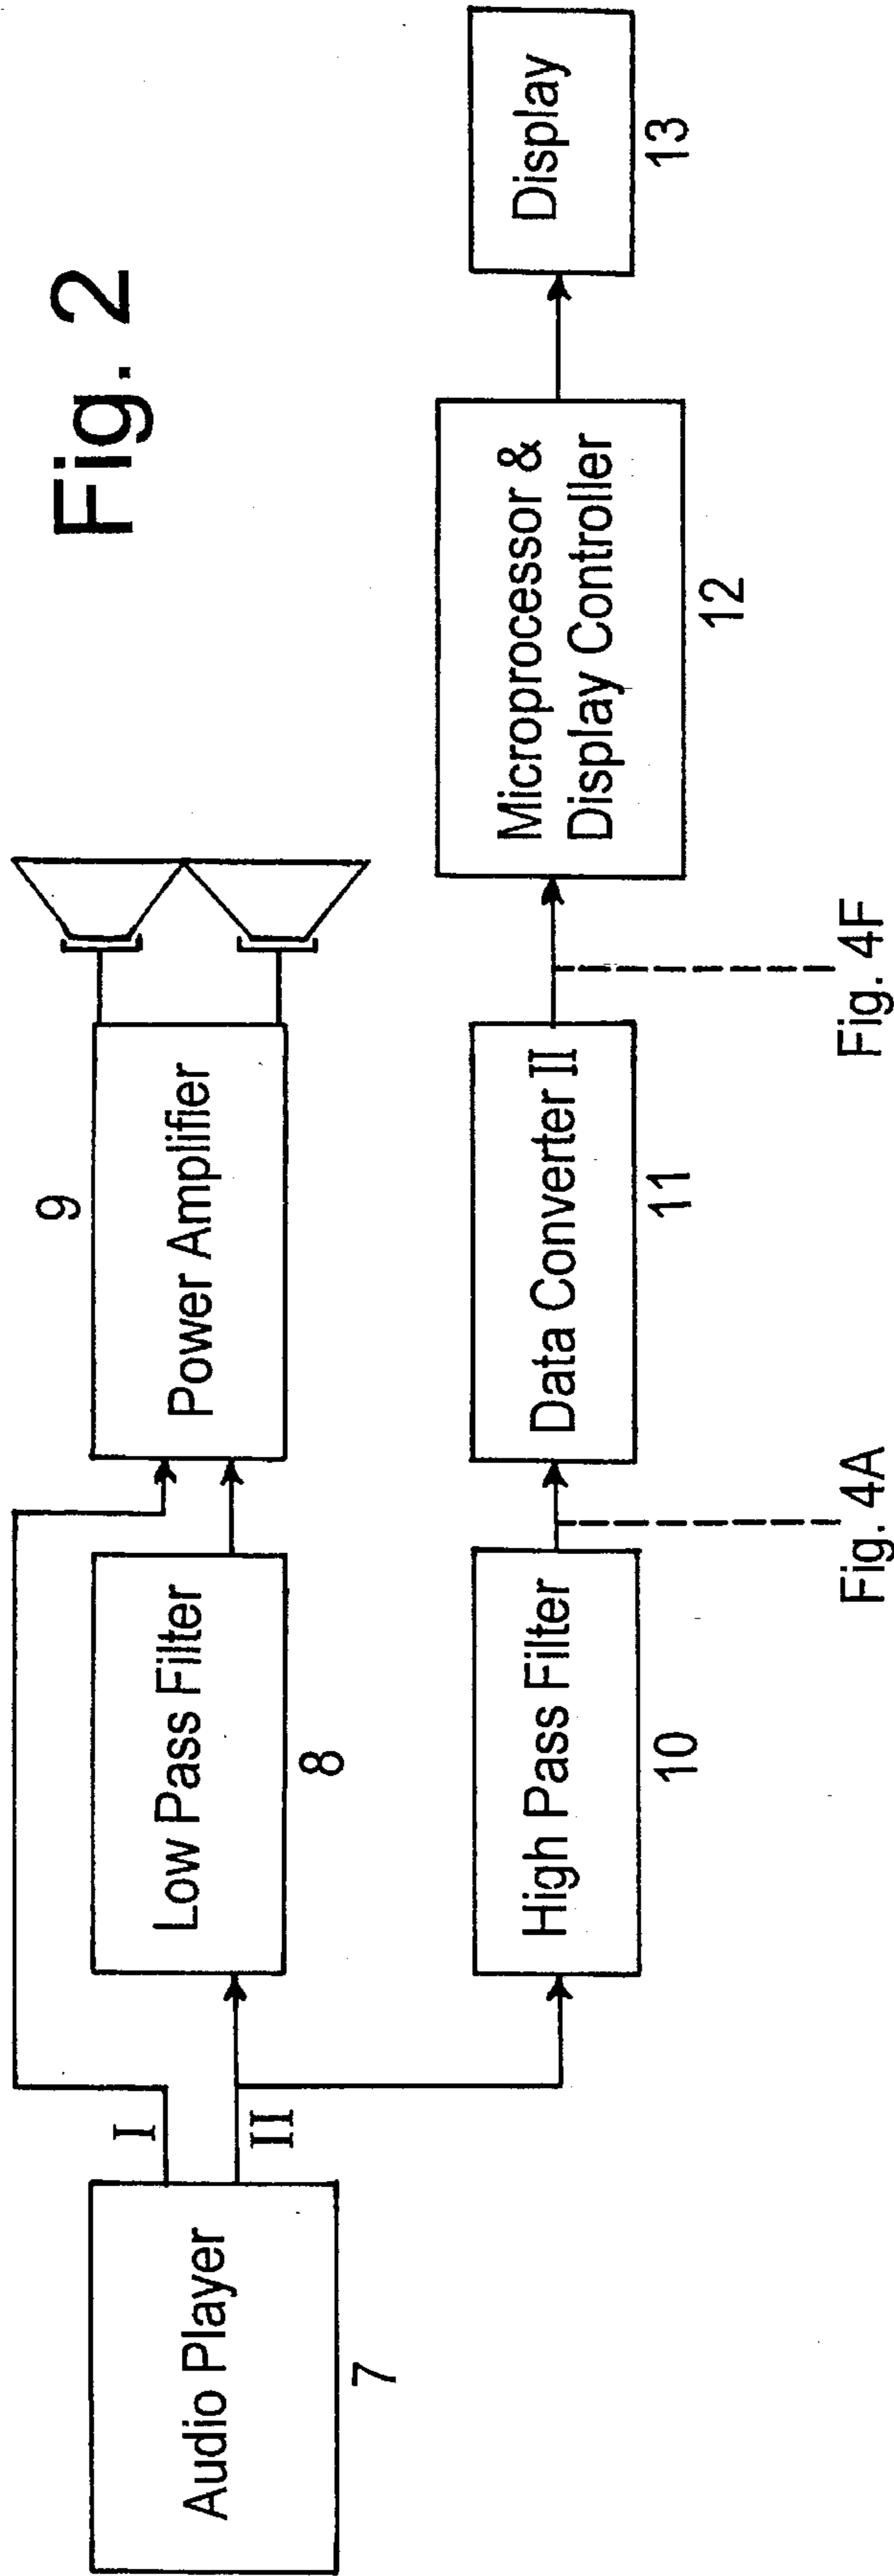 Fig. 2
Audio Player
7
I
II
Low Pass Filter
8
9
Power Amplifier
High Pass Filter
10
Fig. 4A
Data Converter II
11
Fig. 4F
Microprocessor &
Display Controller
12
Display
13